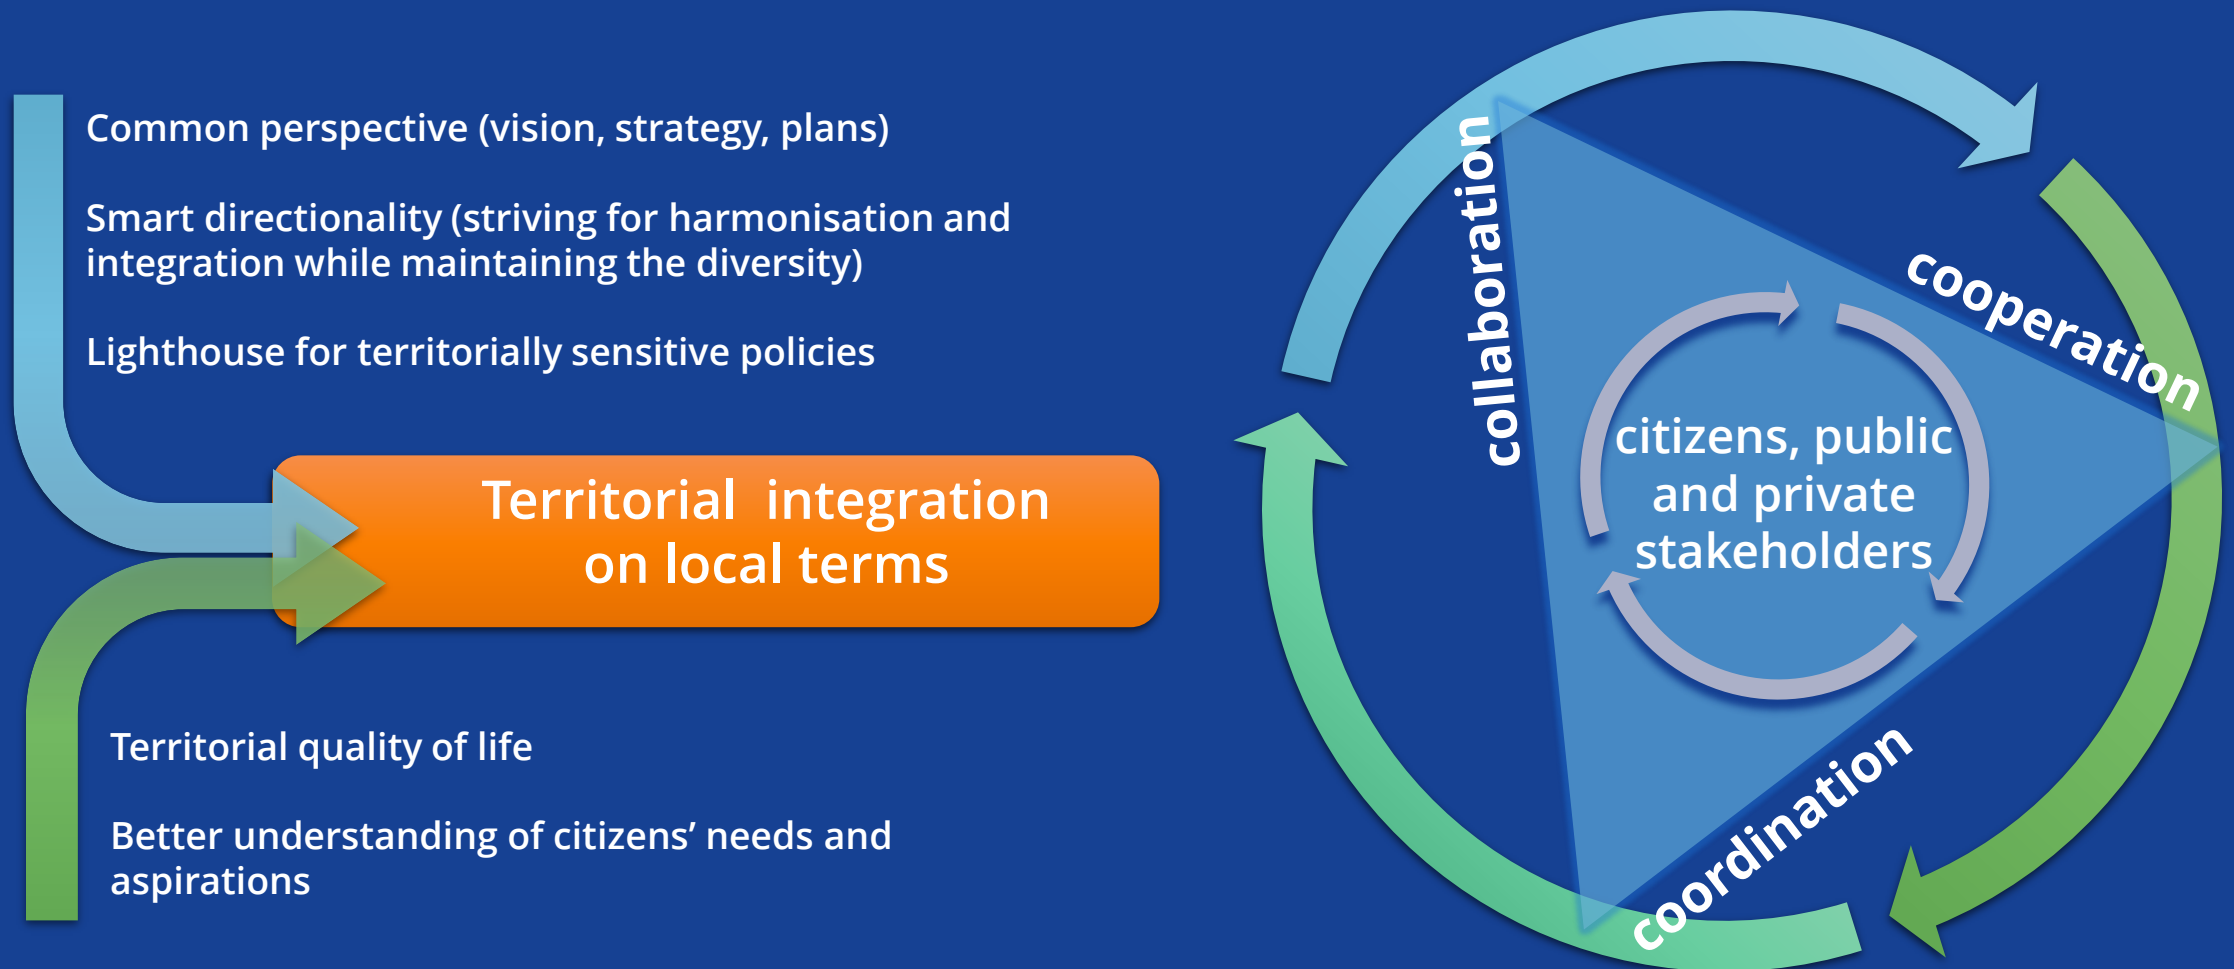 Common perspective (vision, strategy, plans)
Smart directionality (striving for harmonisation and
integration while maintaining the diversity)
Lighthouse for territorially sensitive policies
Territorial integration
on local terms
Territorial quality of life
Better understanding of citizens’ needs and
aspirations
collaboration
cooperation
citizens, public
and private
stakeholders
coordination